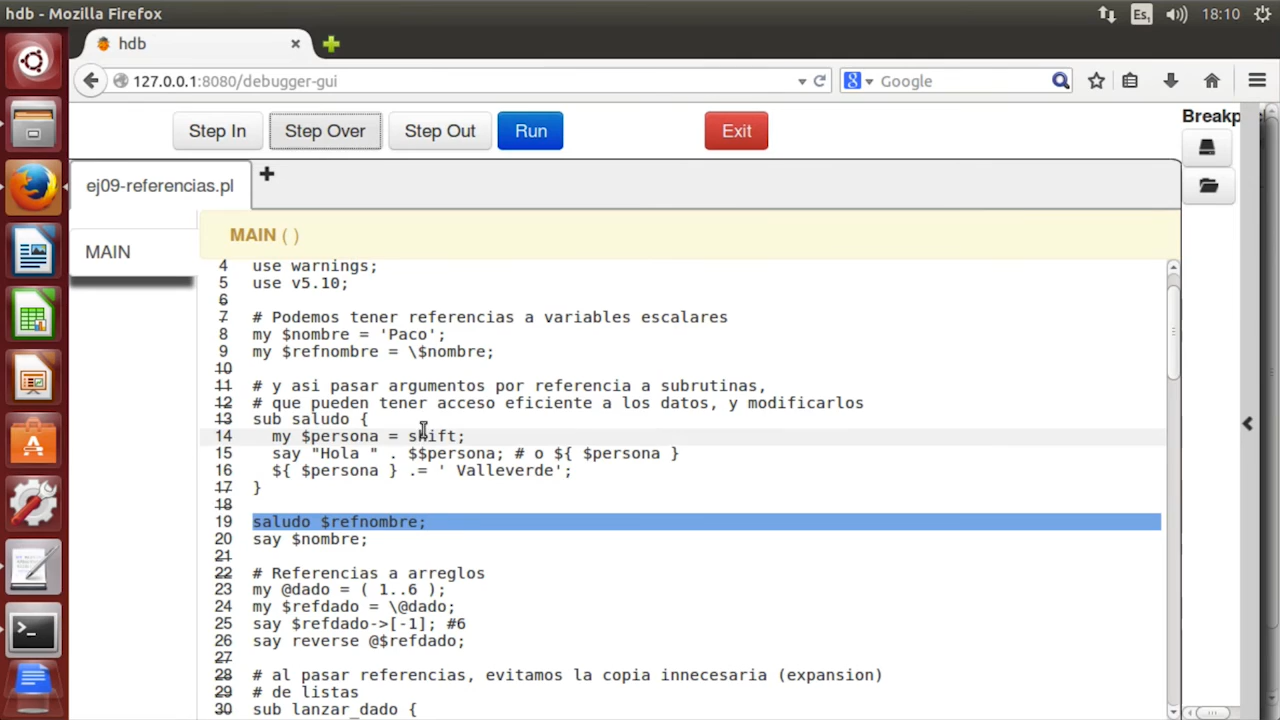 hdb - Mozilla Firefox
Es
18:10
hdb
127.0.0.1:8080/debugger-gui
Google
Step In
Step Over
Step Out
Run
Exit
Breakp
ej09-referencias.pl
MAIN
MAIN ( )
4 use warnings;
5 use v5.10;
6
7 # Podemos tener referencias a variables escalares
8 my $nombre = 'Paco';
9 my $refnombre = \$nombre;
10
11 # y asi pasar argumentos por referencia a subrutinas,
12 # que pueden tener acceso eficiente a los datos, y modificarlos
13 sub saludo {
14 my $persona = shift;
15 say "Hola " . $$persona; # o ${ $persona }
16 ${ $persona } .= ' Valleverde';
17 }
18
19 saludo $refnombre;
20 say $nombre;
21
22 # Referencias a arreglos
23 my @dado = ( 1..6 );
24 my $refdado = \@dado;
25 say $refdado->[-1]; #6
26 say reverse @$refdado;
27
28 # al pasar referencias, evitamos la copia innecesaria (expansion)
29 # de listas
30 sub lanzar_dado {